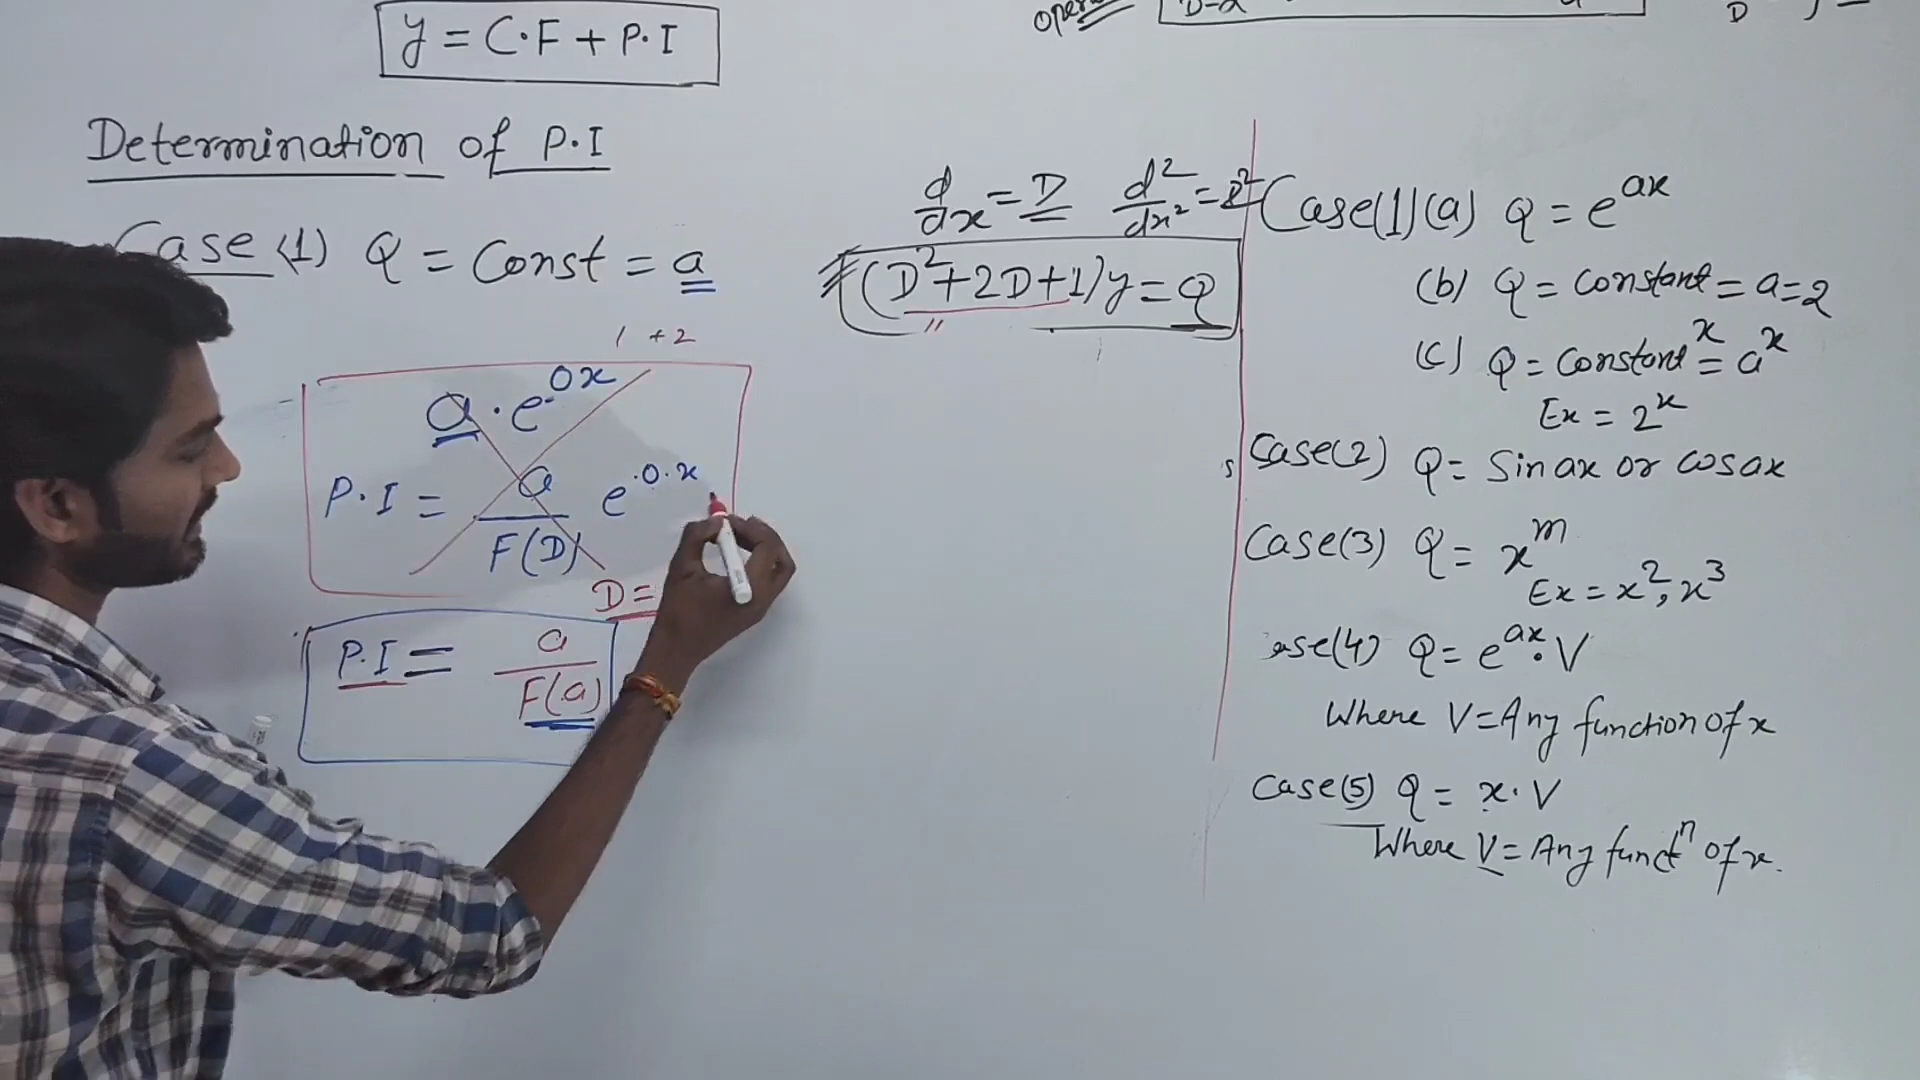 y = C.F + P.I
Determination of P.I
Case (1) Q = Const = a
1 + 2
a . e^0x
P.I = a/F(D) e^.0.x
D =
P.I = a/F(a)
d/dx = D d²/dx² = D²
(D²+2D+1)y = Q
Case(1)(a) Q = e^ax
(b) Q = constant = a = 2
(c) Q = constant^x = a^x
Ex = 2^x
Case(2) Q = Sin ax or cos ax
Case(3) Q = x^m
Ex = x², x³
ase(4) Q = e^ax . V
Where V = Any function of x
Case(5) Q = x . V
Where V = Any funct^n of x.